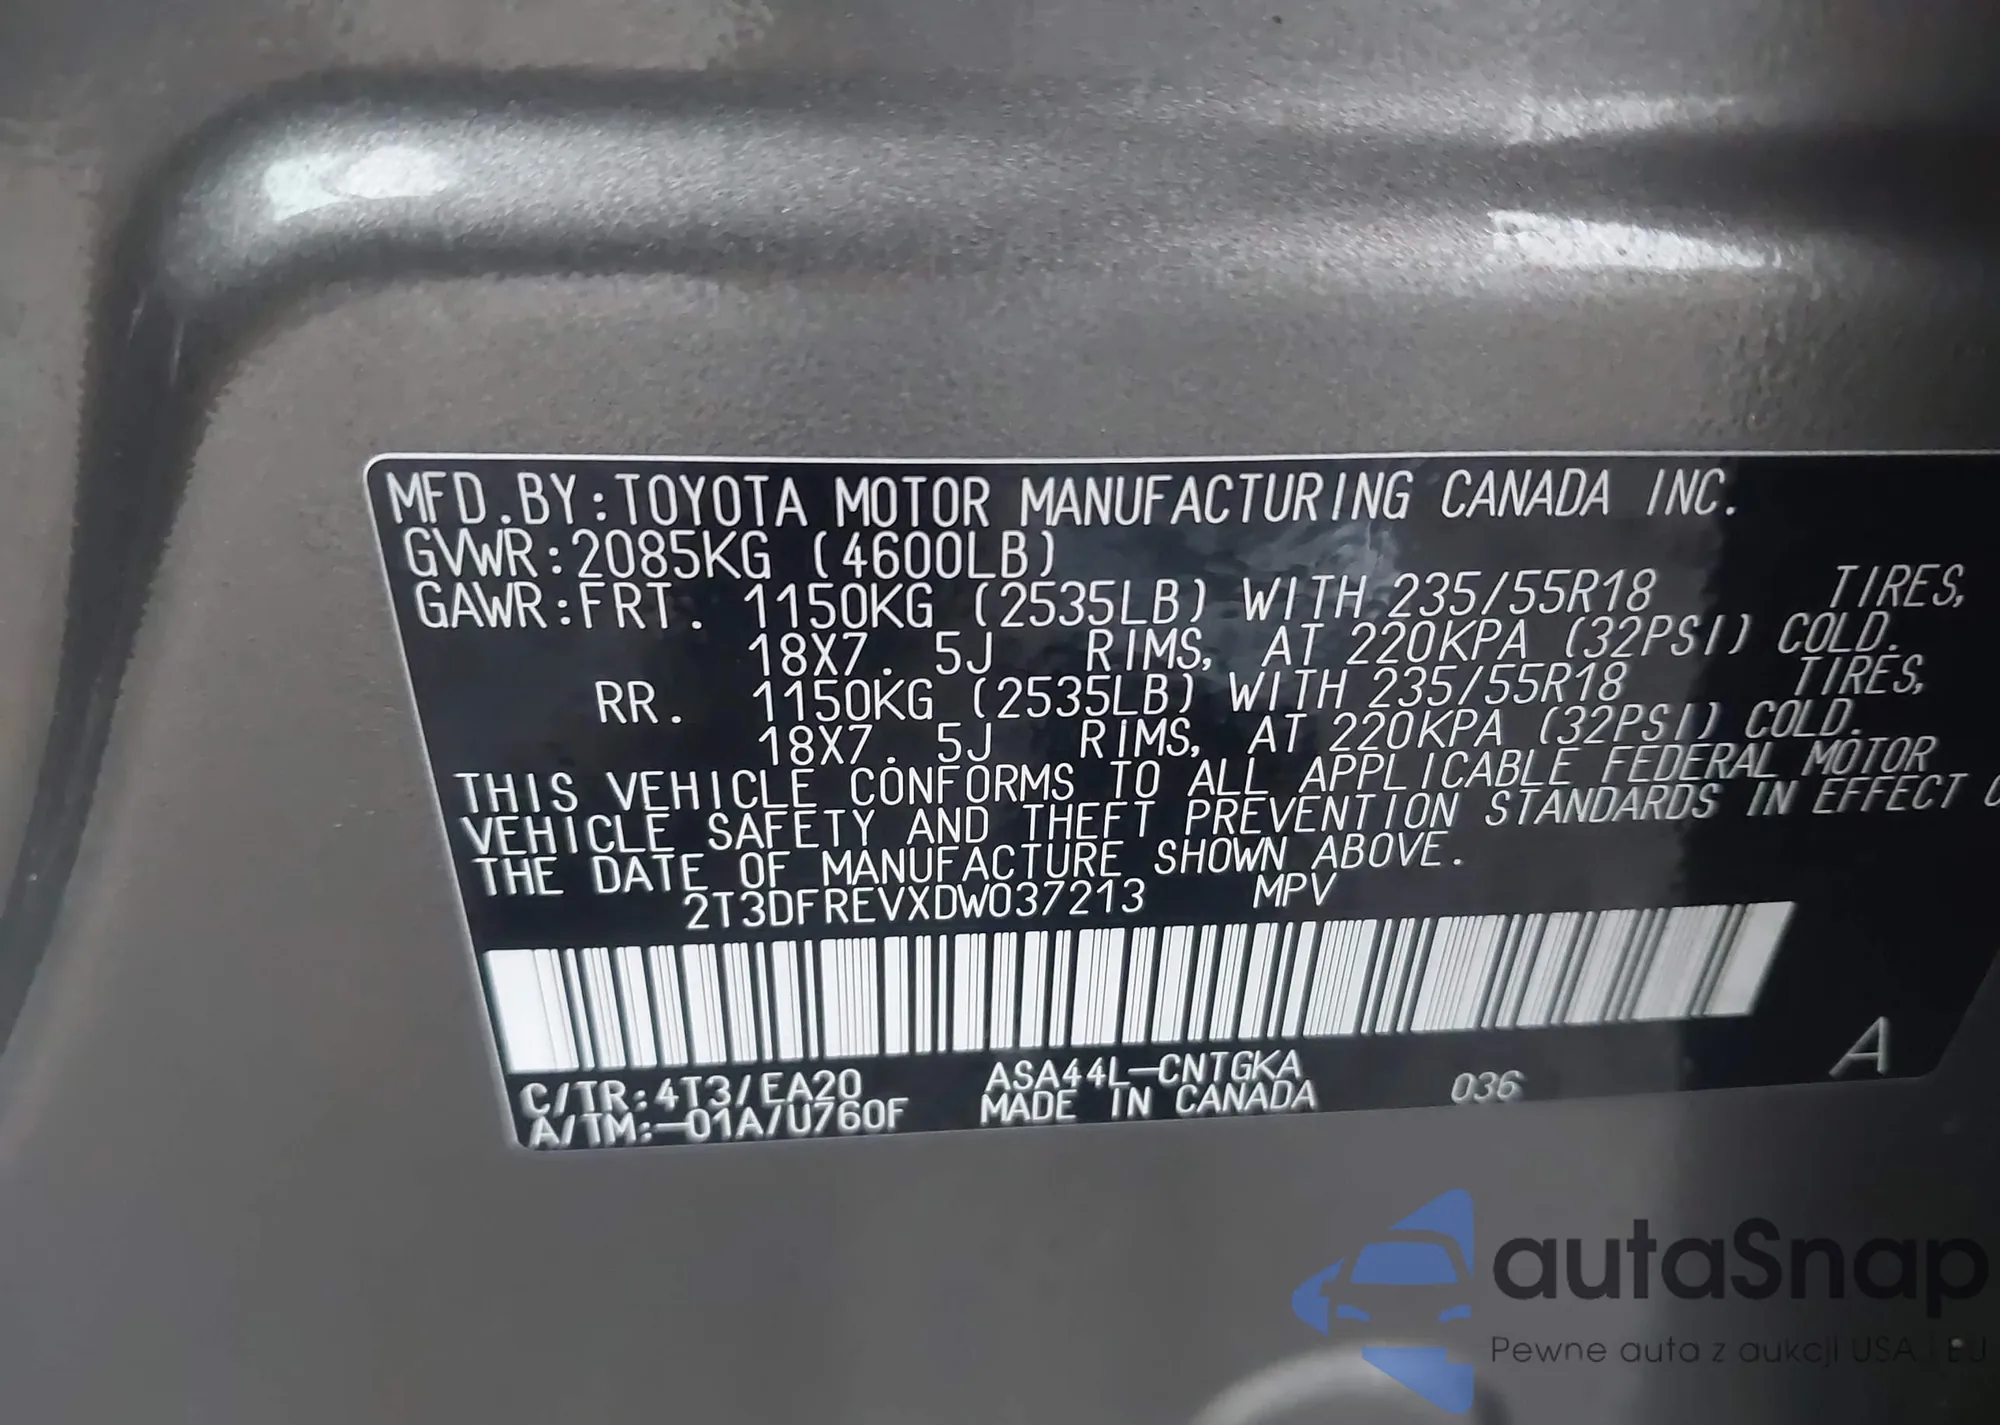 MFD.BY:TOYOTA MOTOR MANUFACTURING CANADA INC.
GVWR:2085KG (4600LB)
GAWR:FRT. 1150KG (2535LB) WITH 235/55R18 TIRES,
18X7.5J RIMS, AT 220KPA (32PSI) COLD.
RR. 1150KG (2535LB) WITH 235/55R18 TIRES,
18X7.5J RIMS, AT 220KPA (32PSI) COLD.
THIS VEHICLE CONFORMS TO ALL APPLICABLE FEDERAL MOTOR
VEHICLE SAFETY AND THEFT PREVENTION STANDARDS IN EFFECT
THE DATE OF MANUFACTURE SHOWN ABOVE.
2T3DFREVXDW037213 MPV
C/TR:4T3/EA20 ASA44L-CNTGKA 036 A
A/TM:-01A/U760F MADE IN CANADA
autaSnap
Pewne auta z aukcji USA i EU